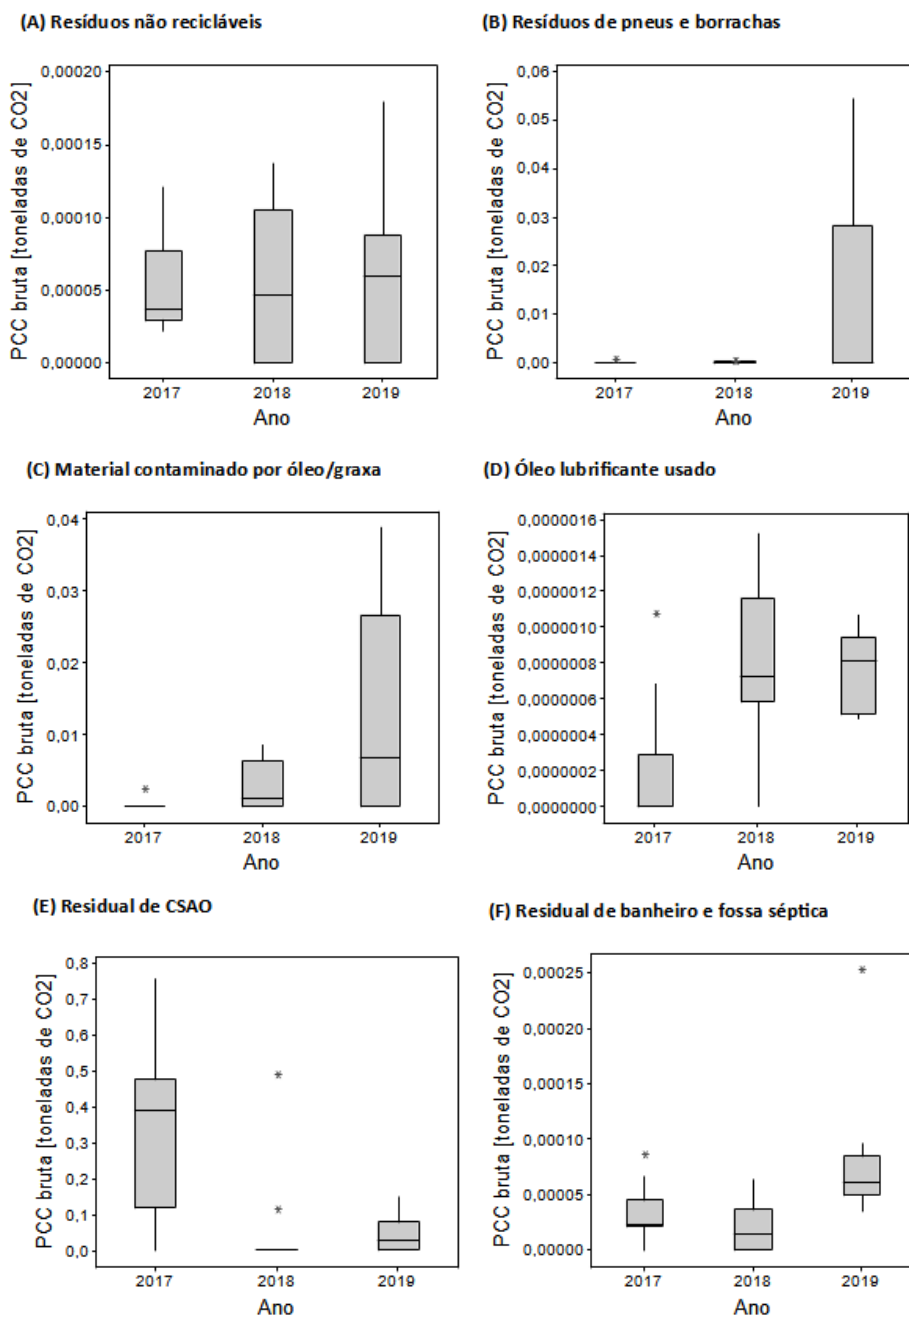 (A) Resíduos não recicláveis
PCC bruta [toneladas de CO2]
0,00020
0,00015
0,00010
0,00005
0,00000
2017 2018 2019
Ano
(B) Resíduos de pneus e borrachas
PCC bruta [toneladas de CO2]
0,06
0,05
0,04
0,03
0,02
0,01
0,00
2017 2018 2019
Ano
(C) Material contaminado por óleo/graxa
PCC bruta [toneladas de CO2]
0,04
0,03
0,02
0,01
0,00
2017 2018 2019
Ano
(D) Óleo lubrificante usado
PCC bruta [toneladas de CO2]
0,0000016
0,0000014
0,0000012
0,0000010
0,0000008
0,0000006
0,0000004
0,0000002
0,0000000
2017 2018 2019
Ano
(E) Residual de CSAO
PCC bruta [toneladas de CO2]
0,8
0,7
0,6
0,5
0,4
0,3
0,2
0,1
0,0
2017 2018 2019
Ano
(F) Residual de banheiro e fossa séptica
PCC bruta [toneladas de CO2]
0,00025
0,00020
0,00015
0,00010
0,00005
0,00000
2017 2018 2019
Ano